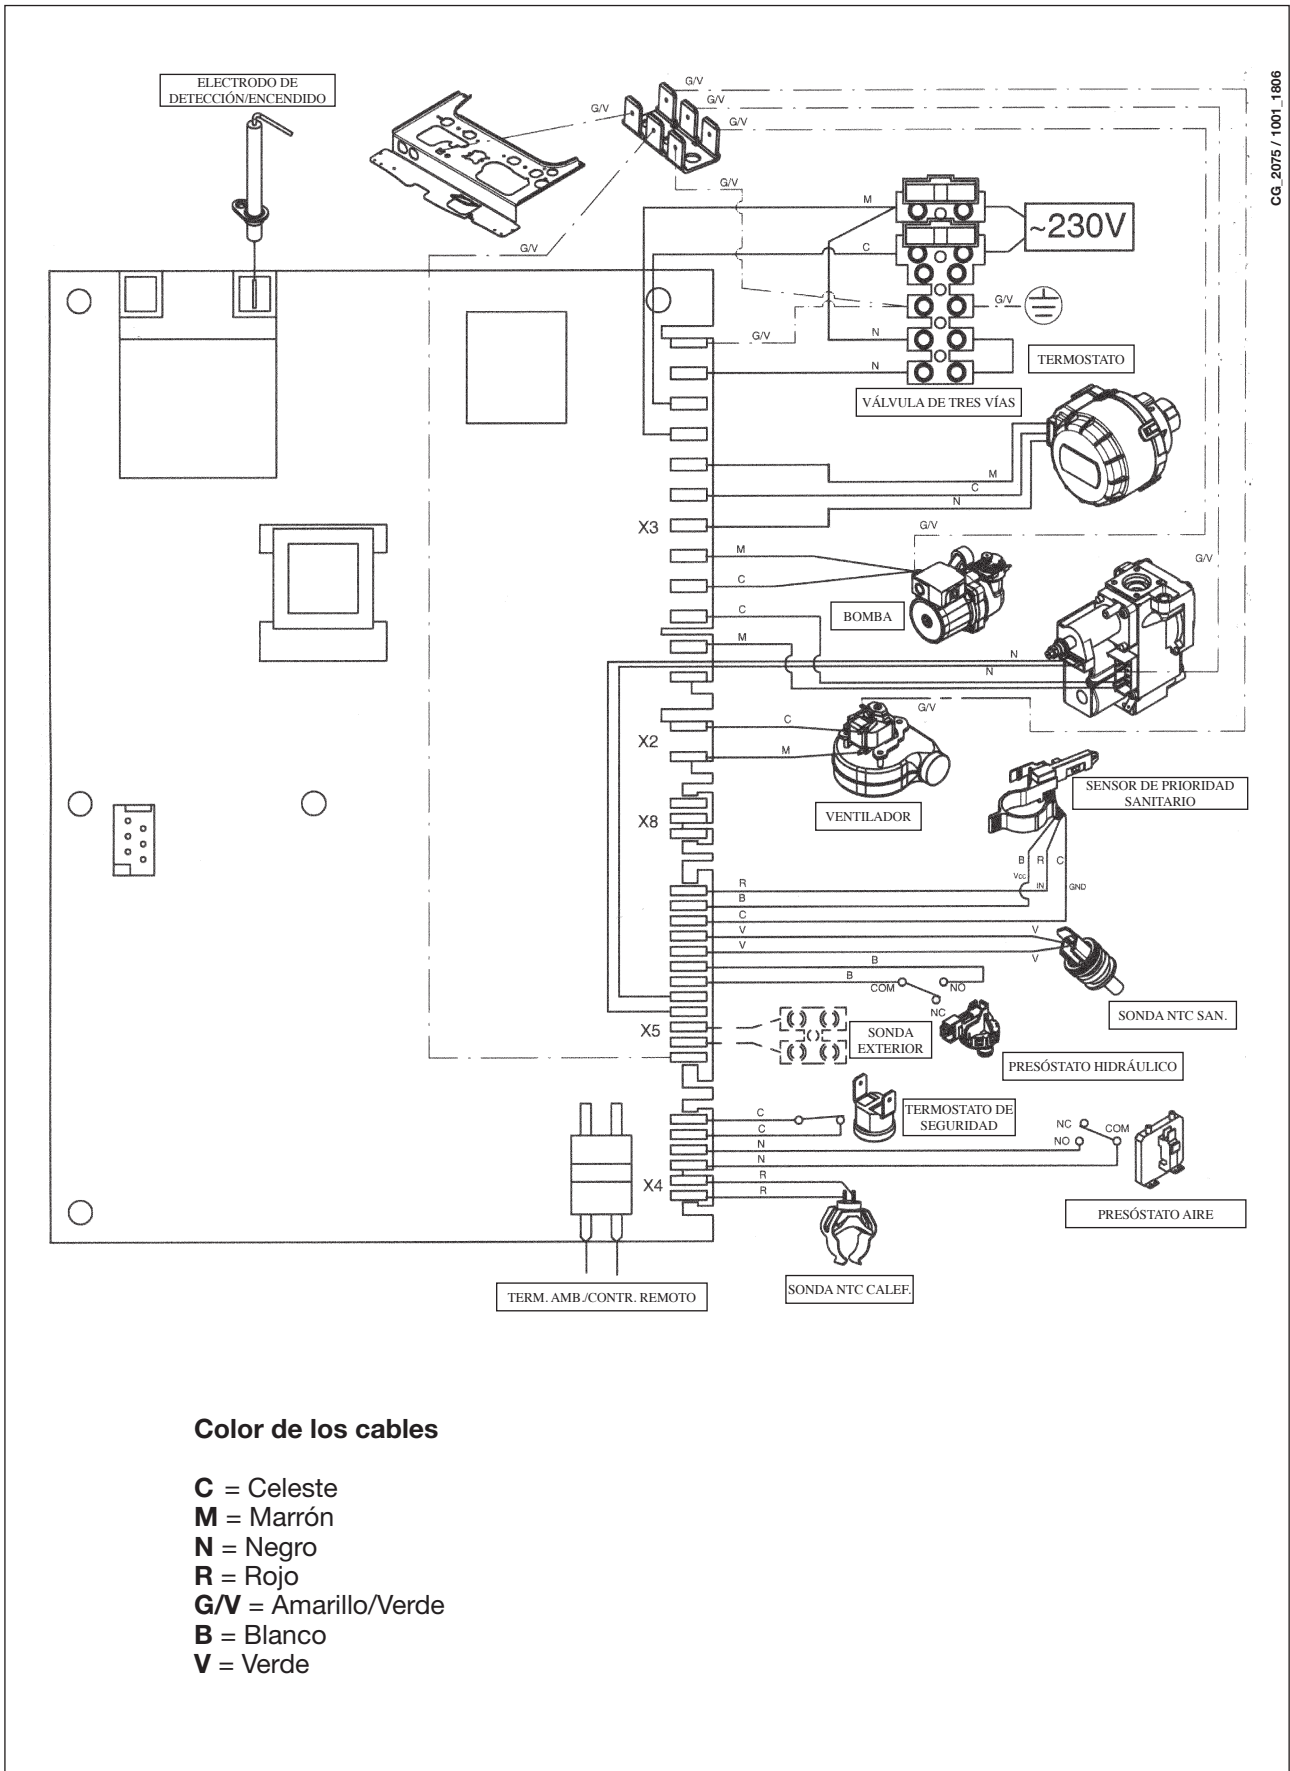 ELECTRODO DE
DETECCIÓN/ENCENDIDO
G/V
G/V
G/V
G/V
CG_2075 / 1001_1806
G/V
M
~230V
G/V
C
G/V
G/V
N
TERMOSTATO
N
VÁLVULA DE TRES VÍAS
M
C
N
X3
G/V
M
G/V
C
BOMBA
C
M
N
N
G/V
C
X2
M
SENSOR DE PRIORIDAD
SANITARIO
VENTILADOR
X8
B R C
Vcc
IN
GND
R
B
C
V
V
V
V
B
B
COM
NO
NC
SONDA NTC SAN.
X5
SONDA
EXTERIOR
PRESÓSTATO HIDRÁULICO
TERMOSTATO DE
SEGURIDAD
C
C
N
N
R
R
NC
COM
NO
X4
PRESÓSTATO AIRE
SONDA NTC CALEF.
TERM. AMB./CONTR. REMOTO
Color de los cables
C = Celeste
M = Marrón
N = Negro
R = Rojo
G/V = Amarillo/Verde
B = Blanco
V = Verde